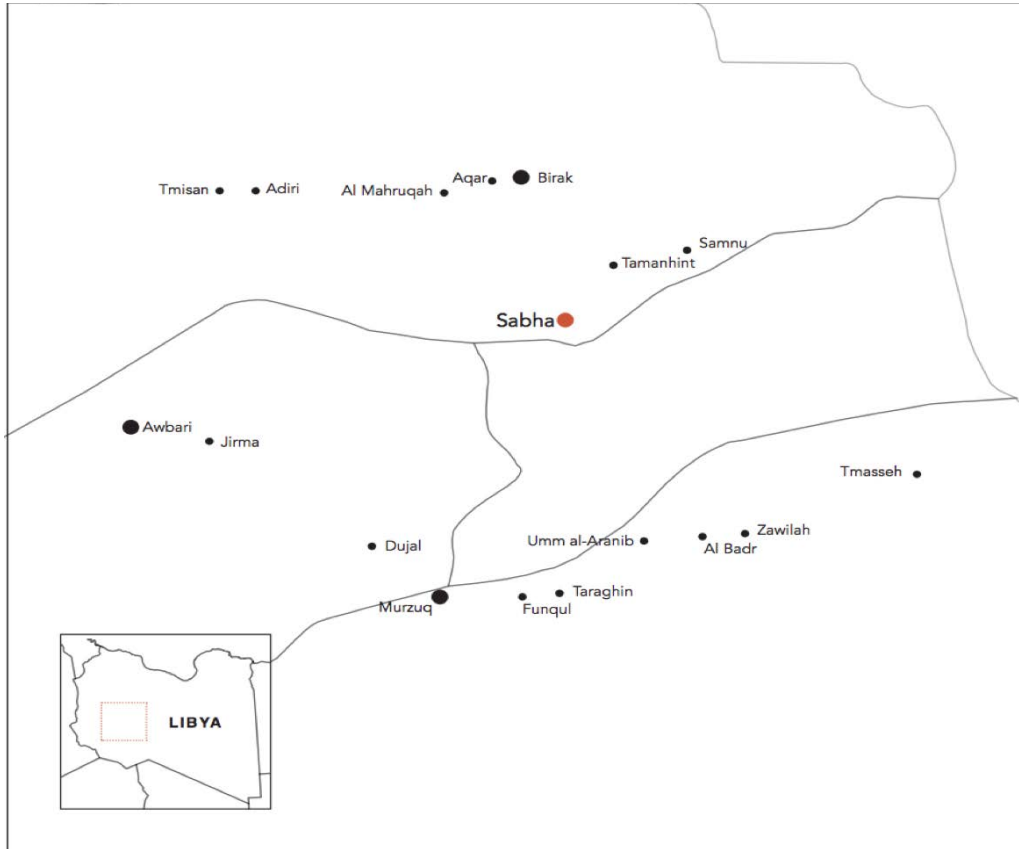 Aqar
Birak
Tmisan
Adiri
Al Mahruqah
Samnu
Tamanhint
Sabha
Awbari
Jirma
Tmasseh
Zawilah
Umm al-Aranib
Al Badr
Dujal
Taraghin
Murzuq
Funqul
LIBYA